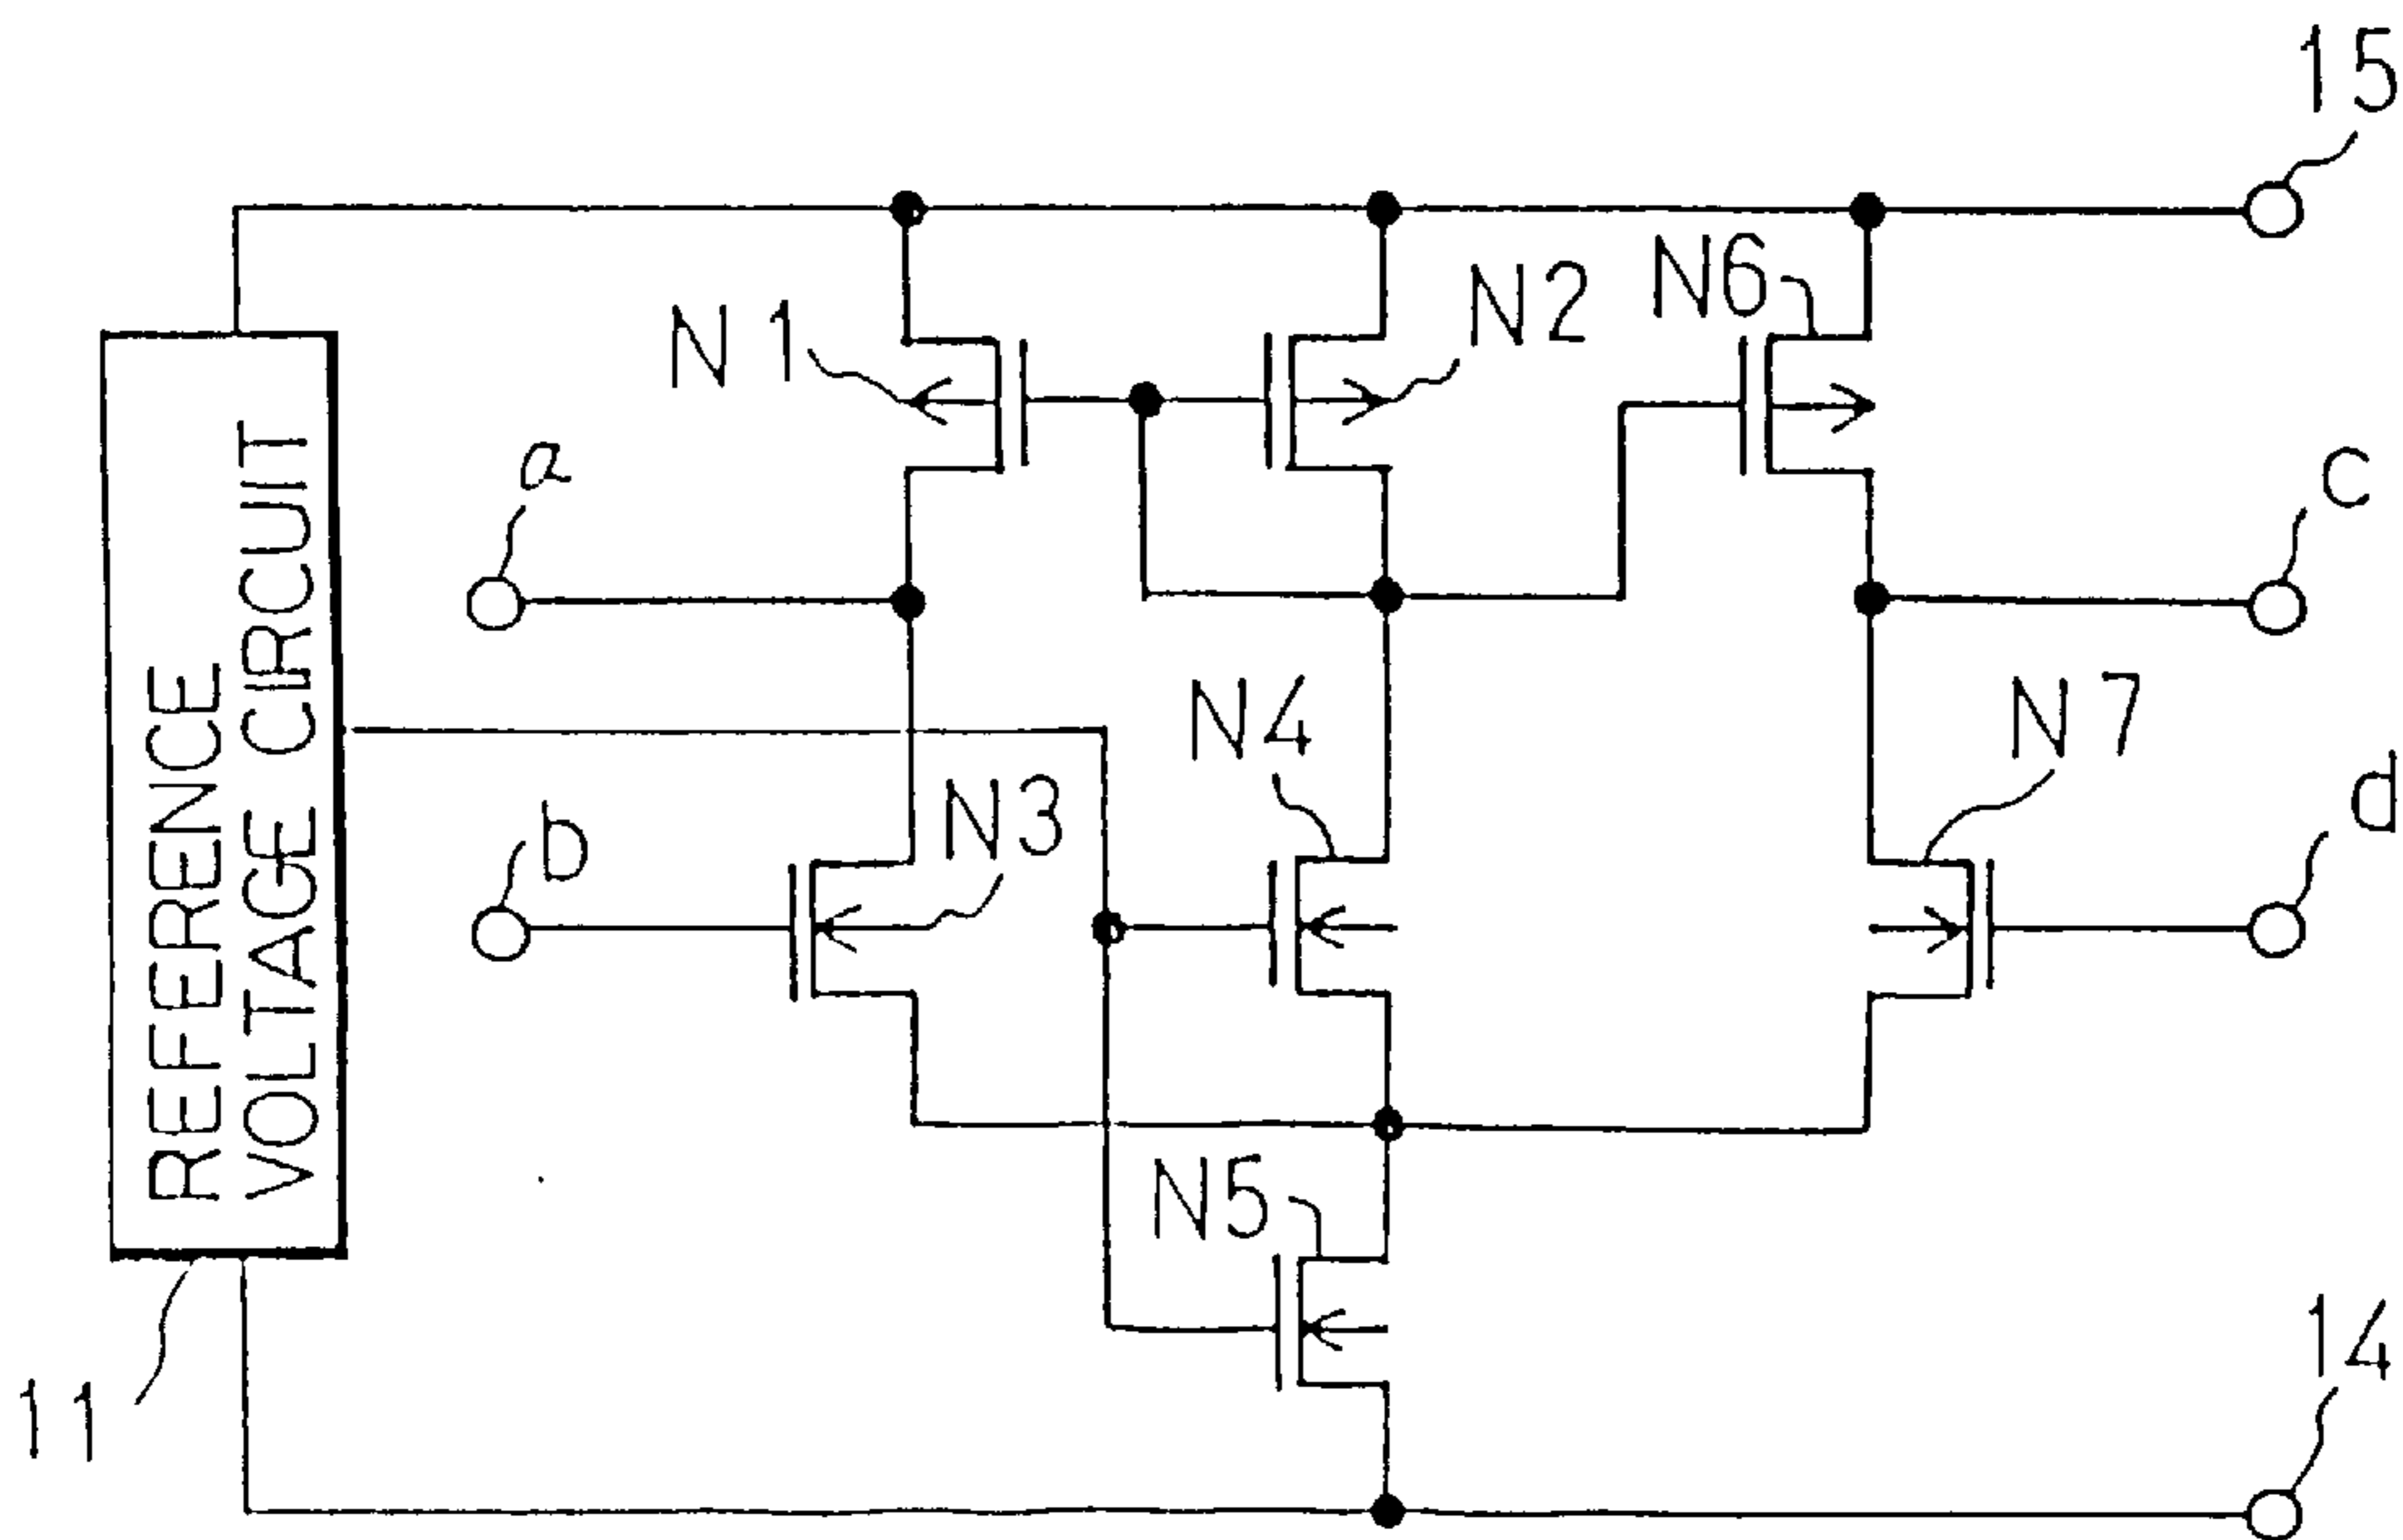 15
N1
N2
N6
a
c
REFERENCE
VOLTAGE CIRCUIT
N4
N7
N3
b
d
N5
14
11